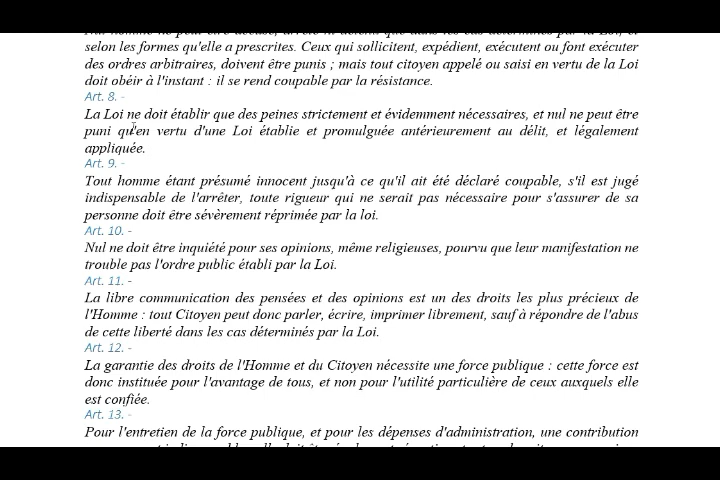 selon les formes qu'elle a prescrites. Ceux qui sollicitent, expédient, exécutent ou font exécuter
des ordres arbitraires, doivent être punis ; mais tout citoyen appelé ou saisi en vertu de la Loi
doit obéir à l'instant : il se rend coupable par la résistance.
Art. 8. -
La Loi ne doit établir que des peines strictement et évidemment nécessaires, et nul ne peut être
puni qu'en vertu d'une Loi établie et promulguée antérieurement au délit, et légalement
appliquée.
Art. 9. -
Tout homme étant présumé innocent jusqu'à ce qu'il ait été déclaré coupable, s'il est jugé
indispensable de l'arrêter, toute rigueur qui ne serait pas nécessaire pour s'assurer de sa
personne doit être sévèrement réprimée par la loi.
Art. 10. -
Nul ne doit être inquiété pour ses opinions, même religieuses, pourvu que leur manifestation ne
trouble pas l'ordre public établi par la Loi.
Art. 11. -
La libre communication des pensées et des opinions est un des droits les plus précieux de
l'Homme : tout Citoyen peut donc parler, écrire, imprimer librement, sauf à répondre de l'abus
de cette liberté dans les cas déterminés par la Loi.
Art. 12. -
La garantie des droits de l'Homme et du Citoyen nécessite une force publique : cette force est
donc instituée pour l'avantage de tous, et non pour l'utilité particulière de ceux auxquels elle
est confiée.
Art. 13. -
Pour l'entretien de la force publique, et pour les dépenses d'administration, une contribution